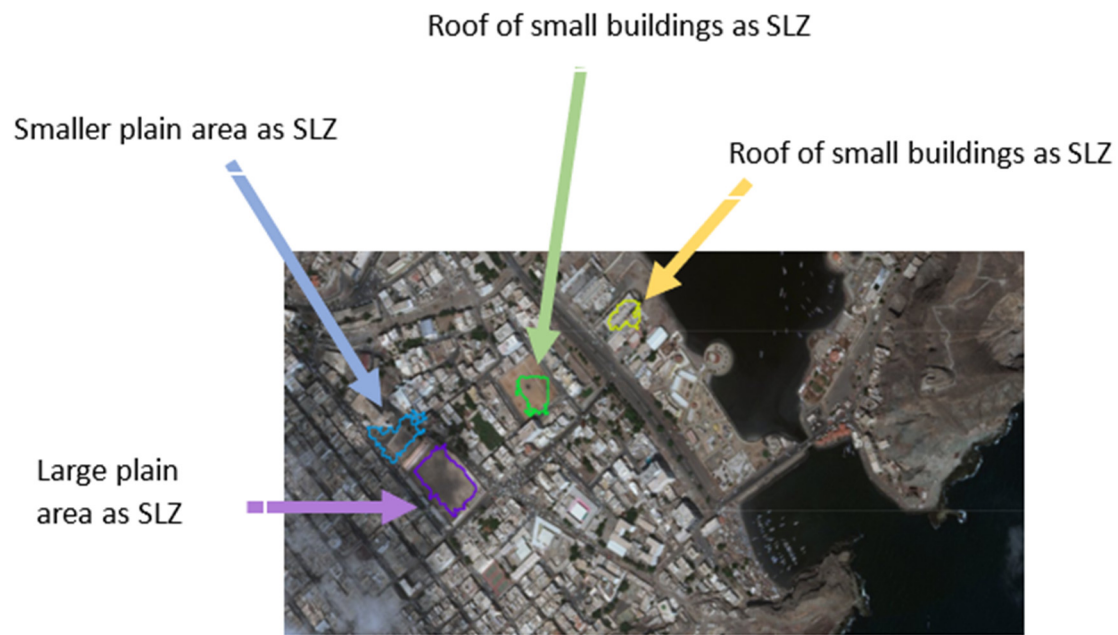 Roof of small buildings as SLZ
Smaller plain area as SLZ
Roof of small buildings as SLZ
Large plain
area as SLZ